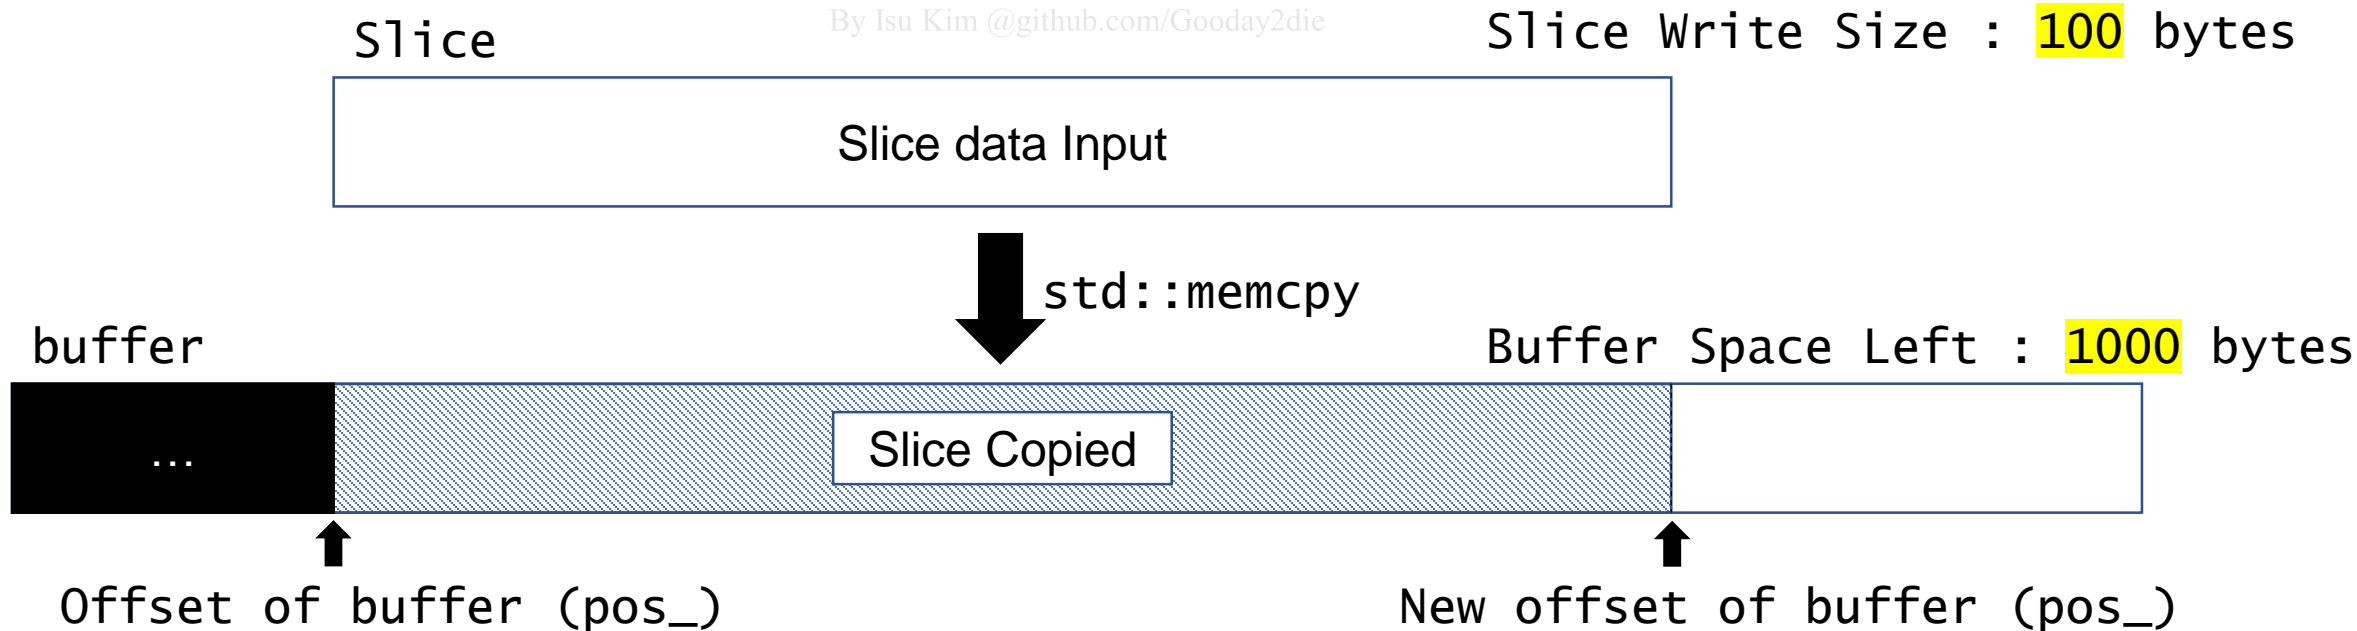 By Isu Kim @github.com/Gooday2die
Slice
Slice Write Size : 100 bytes
Slice data Input
std::memcpy
buffer
Buffer Space Left : 1000 bytes
...
Slice Copied
Offset of buffer (pos_)
New offset of buffer (pos_)